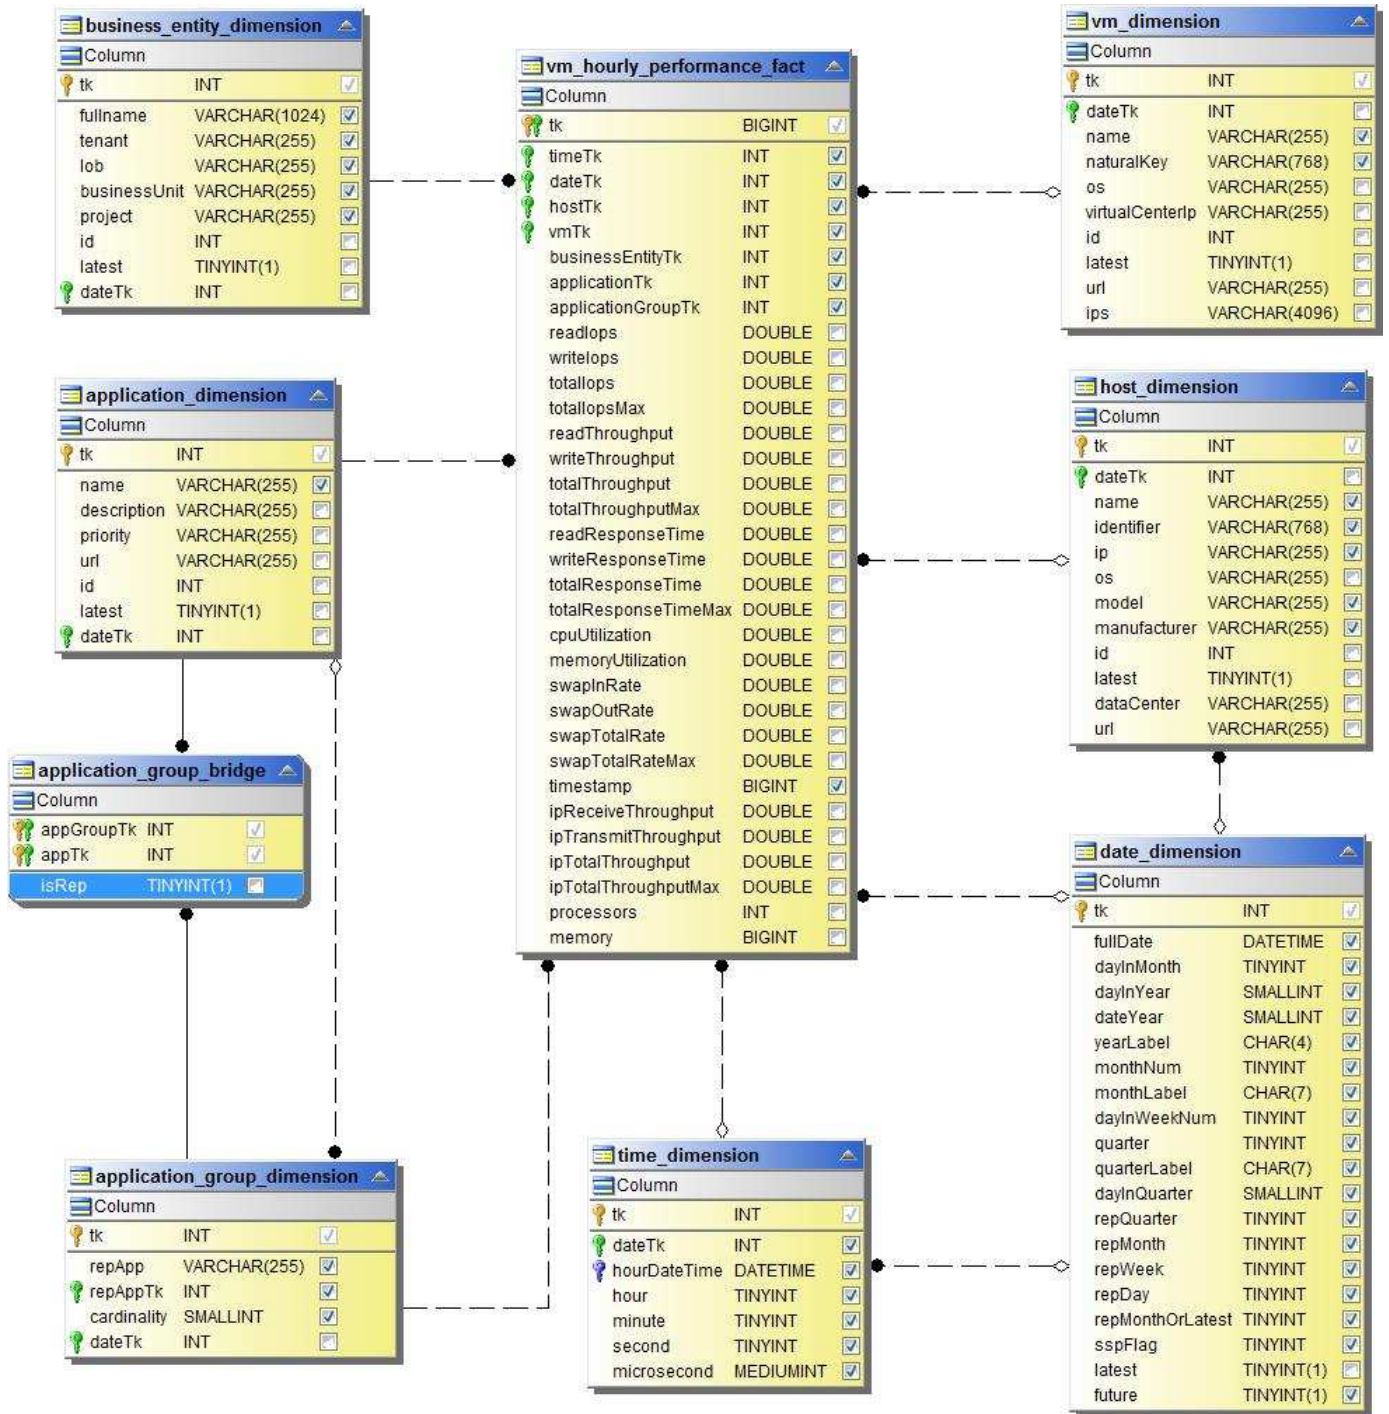 business_entity_dimension
Column
tk INT
fullname VARCHAR(1024)
tenant VARCHAR(255)
lob VARCHAR(255)
businessUnit VARCHAR(255)
project VARCHAR(255)
id INT
latest TINYINT(1)
dateTk INT
vm_hourly_performance_fact
Column
tk BIGINT
timeTk INT
dateTk INT
hostTk INT
vmTk INT
businessEntityTk INT
applicationTk INT
applicationGroupTk INT
readIops DOUBLE
writeIops DOUBLE
totalIops DOUBLE
totalIopsMax DOUBLE
readThroughput DOUBLE
writeThroughput DOUBLE
totalThroughput DOUBLE
totalThroughputMax DOUBLE
readResponseTime DOUBLE
writeResponseTime DOUBLE
totalResponseTime DOUBLE
totalResponseTimeMax DOUBLE
cpuUtilization DOUBLE
memoryUtilization DOUBLE
swapInRate DOUBLE
swapOutRate DOUBLE
swapTotalRate DOUBLE
swapTotalRateMax DOUBLE
timestamp BIGINT
ipReceiveThroughput DOUBLE
ipTransmitThroughput DOUBLE
ipTotalThroughput DOUBLE
ipTotalThroughputMax DOUBLE
processors INT
memory BIGINT
vm_dimension
Column
tk INT
dateTk INT
name VARCHAR(255)
naturalKey VARCHAR(768)
os VARCHAR(255)
virtualCenterIp VARCHAR(255)
id INT
latest TINYINT(1)
url VARCHAR(255)
ips VARCHAR(4096)
application_dimension
Column
tk INT
name VARCHAR(255)
description VARCHAR(255)
priority VARCHAR(255)
url VARCHAR(255)
id INT
latest TINYINT(1)
dateTk INT
host_dimension
Column
tk INT
dateTk INT
name VARCHAR(255)
identifier VARCHAR(768)
ip VARCHAR(255)
os VARCHAR(255)
model VARCHAR(255)
manufacturer VARCHAR(255)
id INT
latest TINYINT(1)
dataCenter VARCHAR(255)
url VARCHAR(255)
application_group_bridge
Column
appGroupTk INT
appTk INT
isRep TINYINT(1)
date_dimension
Column
tk INT
fullDate DATETIME
dayInMonth TINYINT
dayInYear SMALLINT
dateYear SMALLINT
yearLabel CHAR(4)
monthNum TINYINT
monthLabel CHAR(7)
dayInWeekNum TINYINT
quarter TINYINT
quarterLabel CHAR(7)
dayInQuarter SMALLINT
repQuarter TINYINT
repMonth TINYINT
repWeek TINYINT
repDay TINYINT
repMonthOrLatest TINYINT
sspFlag TINYINT
latest TINYINT(1)
future TINYINT(1)
application_group_dimension
Column
tk INT
repApp VARCHAR(255)
repAppTk INT
cardinality SMALLINT
dateTk INT
time_dimension
Column
tk INT
dateTk INT
hourDateTime DATETIME
hour TINYINT
minute TINYINT
second TINYINT
microsecond MEDIUMINT